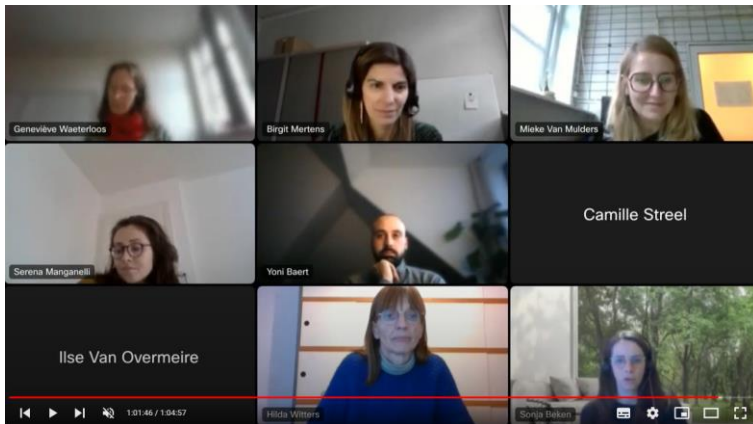 Geneviève Waeterloos
Birgit Mertens
Mieke Van Mulders
Serena Manganelli
Yoni Baert
Camille Streel
Ilse Van Overmeire
Hilda Witters
Sonja Beken
1:01:46 / 1:04:57